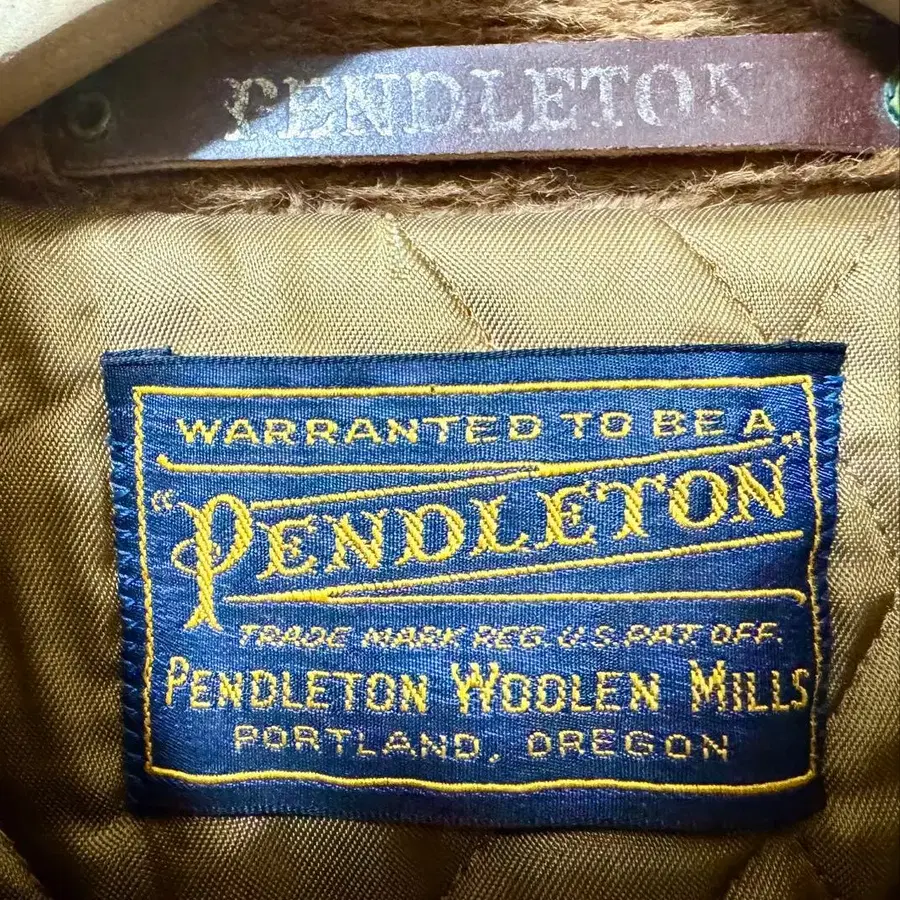 PENDLETON
WARRANTED TO BE A
"PENDLETON"
TRADE MARK REG. U.S. PAT. OFF.
PENDLETON WOOLEN MILLS
PORTLAND, OREGON